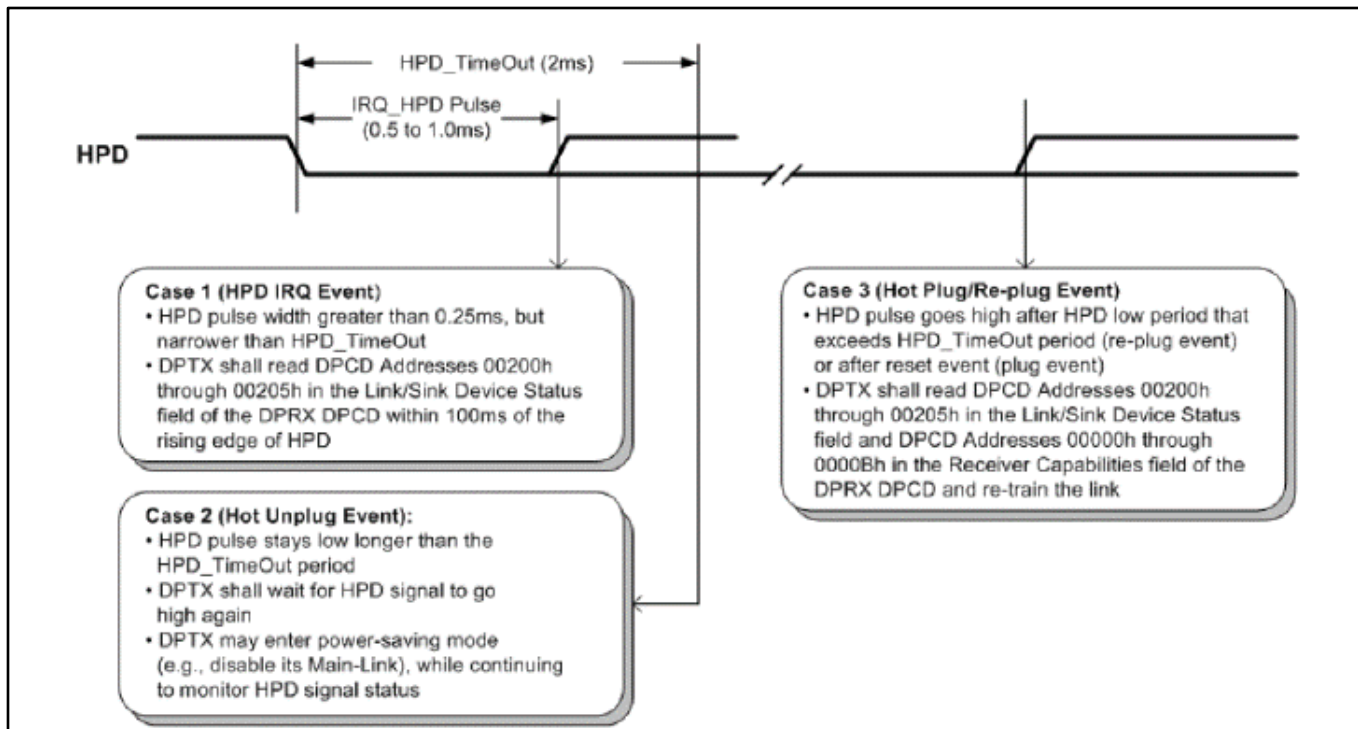 HPD_TimeOut (2ms)
IRQ_HPD Pulse
(0.5 to 1.0ms)
HPD
Case 1 (HPD IRQ Event)
• HPD pulse width greater than 0.25ms, but
narrower than HPD_TimeOut
• DPTX shall read DPCD Addresses 00200h
through 00205h in the Link/Sink Device Status
field of the DPRX DPCD within 100ms of the
rising edge of HPD
Case 2 (Hot Unplug Event):
• HPD pulse stays low longer than the
HPD_TimeOut period
• DPTX shall wait for HPD signal to go
high again
• DPTX may enter power-saving mode
(e.g., disable its Main-Link), while continuing
to monitor HPD signal status
Case 3 (Hot Plug/Re-plug Event)
• HPD pulse goes high after HPD low period that
exceeds HPD_TimeOut period (re-plug event)
or after reset event (plug event)
• DPTX shall read DPCD Addresses 00200h
through 00205h in the Link/Sink Device Status
field and DPCD Addresses 00000h through
0000Bh in the Receiver Capabilities field of the
DPRX DPCD and re-train the link